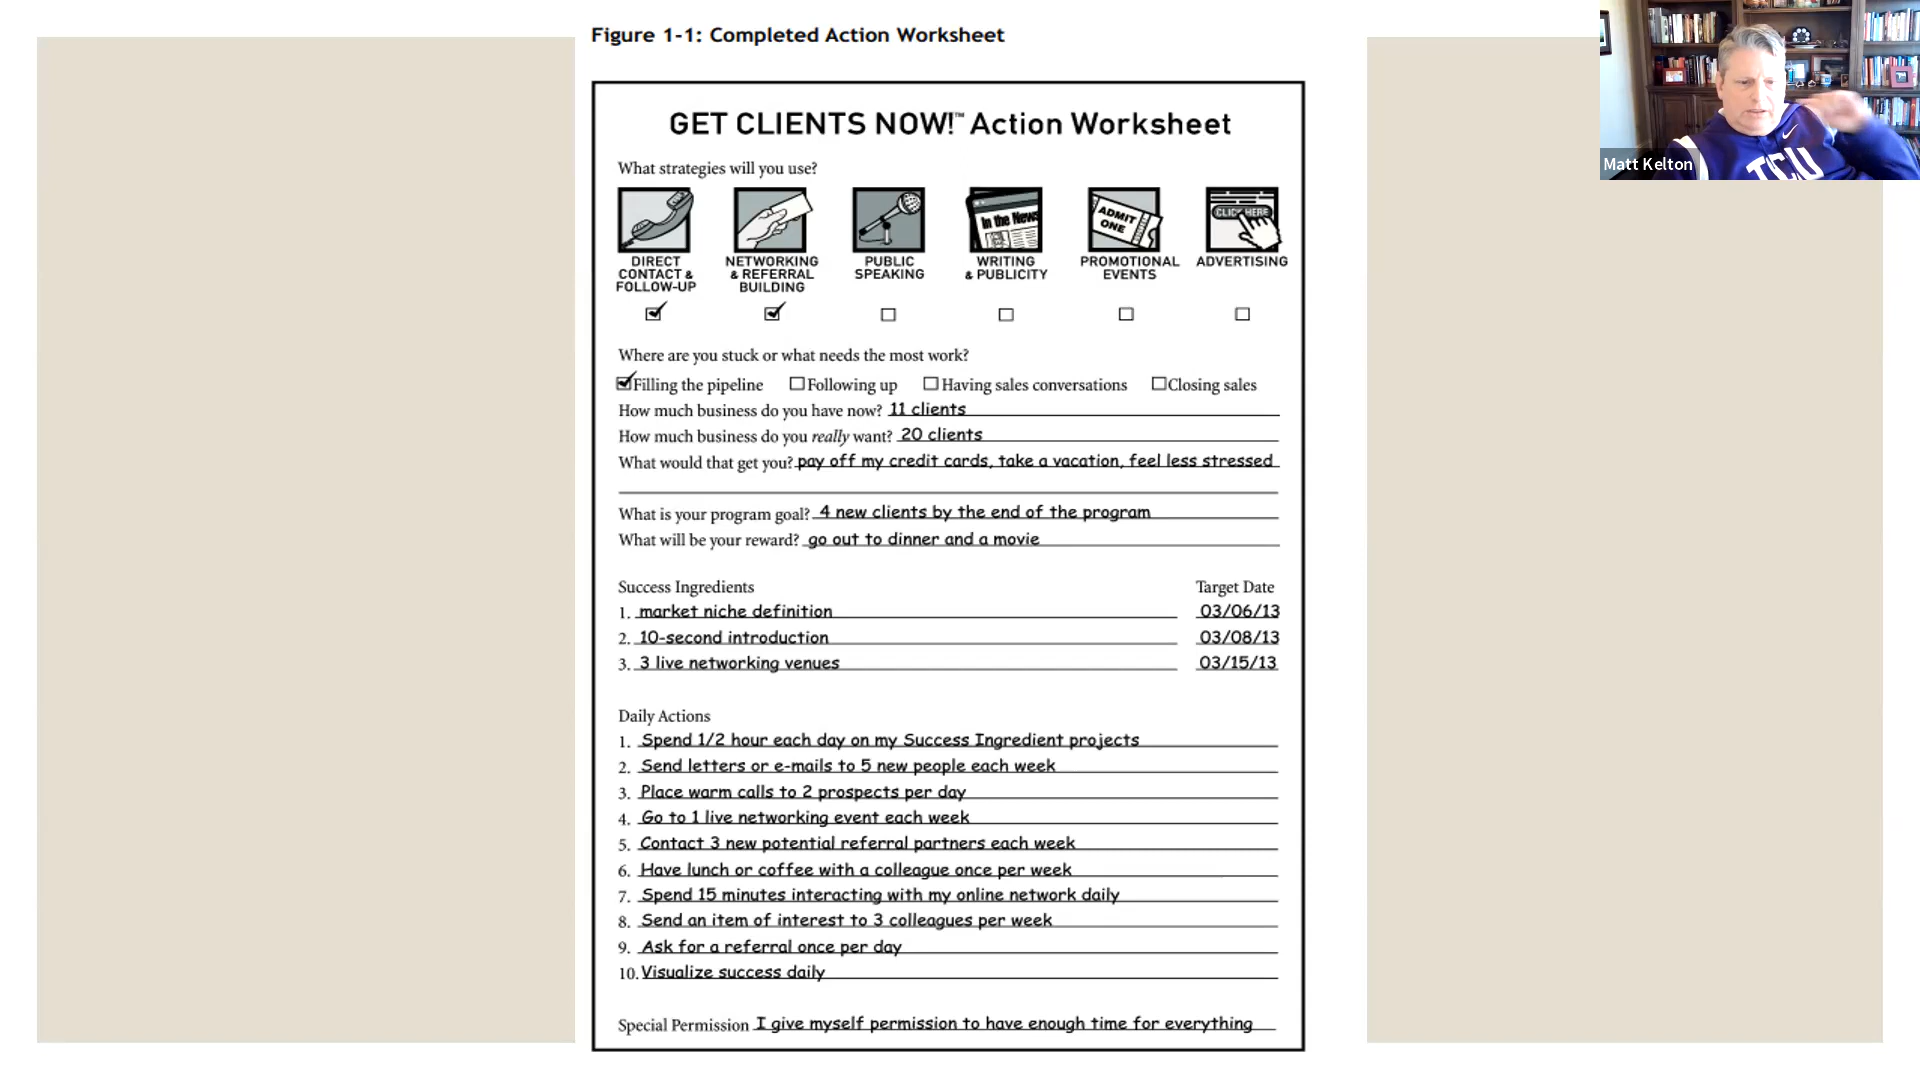 Figure 1-1: Completed Action Worksheet
GET CLIENTS NOW!™ Action Worksheet
What strategies will you use?
In the News
ADMIT ONE
CLICK HERE
DIRECT CONTACT & FOLLOW-UP
NETWORKING & REFERRAL BUILDING
PUBLIC SPEAKING
WRITING & PUBLICITY
PROMOTIONAL EVENTS
ADVERTISING
Where are you stuck or what needs the most work?
Filling the pipeline Following up Having sales conversations Closing sales
How much business do you have now? 11 clients
How much business do you really want? 20 clients
What would that get you? pay off my credit cards, take a vacation, feel less stressed
What is your program goal? 4 new clients by the end of the program
What will be your reward? go out to dinner and a movie
Success Ingredients Target Date
1. market niche definition 03/06/13
2. 10-second introduction 03/08/13
3. 3 live networking venues 03/15/13
Daily Actions
1. Spend 1/2 hour each day on my Success Ingredient projects
2. Send letters or e-mails to 5 new people each week
3. Place warm calls to 2 prospects per day
4. Go to 1 live networking event each week
5. Contact 3 new potential referral partners each week
6. Have lunch or coffee with a colleague once per week
7. Spend 15 minutes interacting with my online network daily
8. Send an item of interest to 3 colleagues per week
9. Ask for a referral once per day
10. Visualize success daily
Special Permission I give myself permission to have enough time for everything
Matt Kelton
TCU